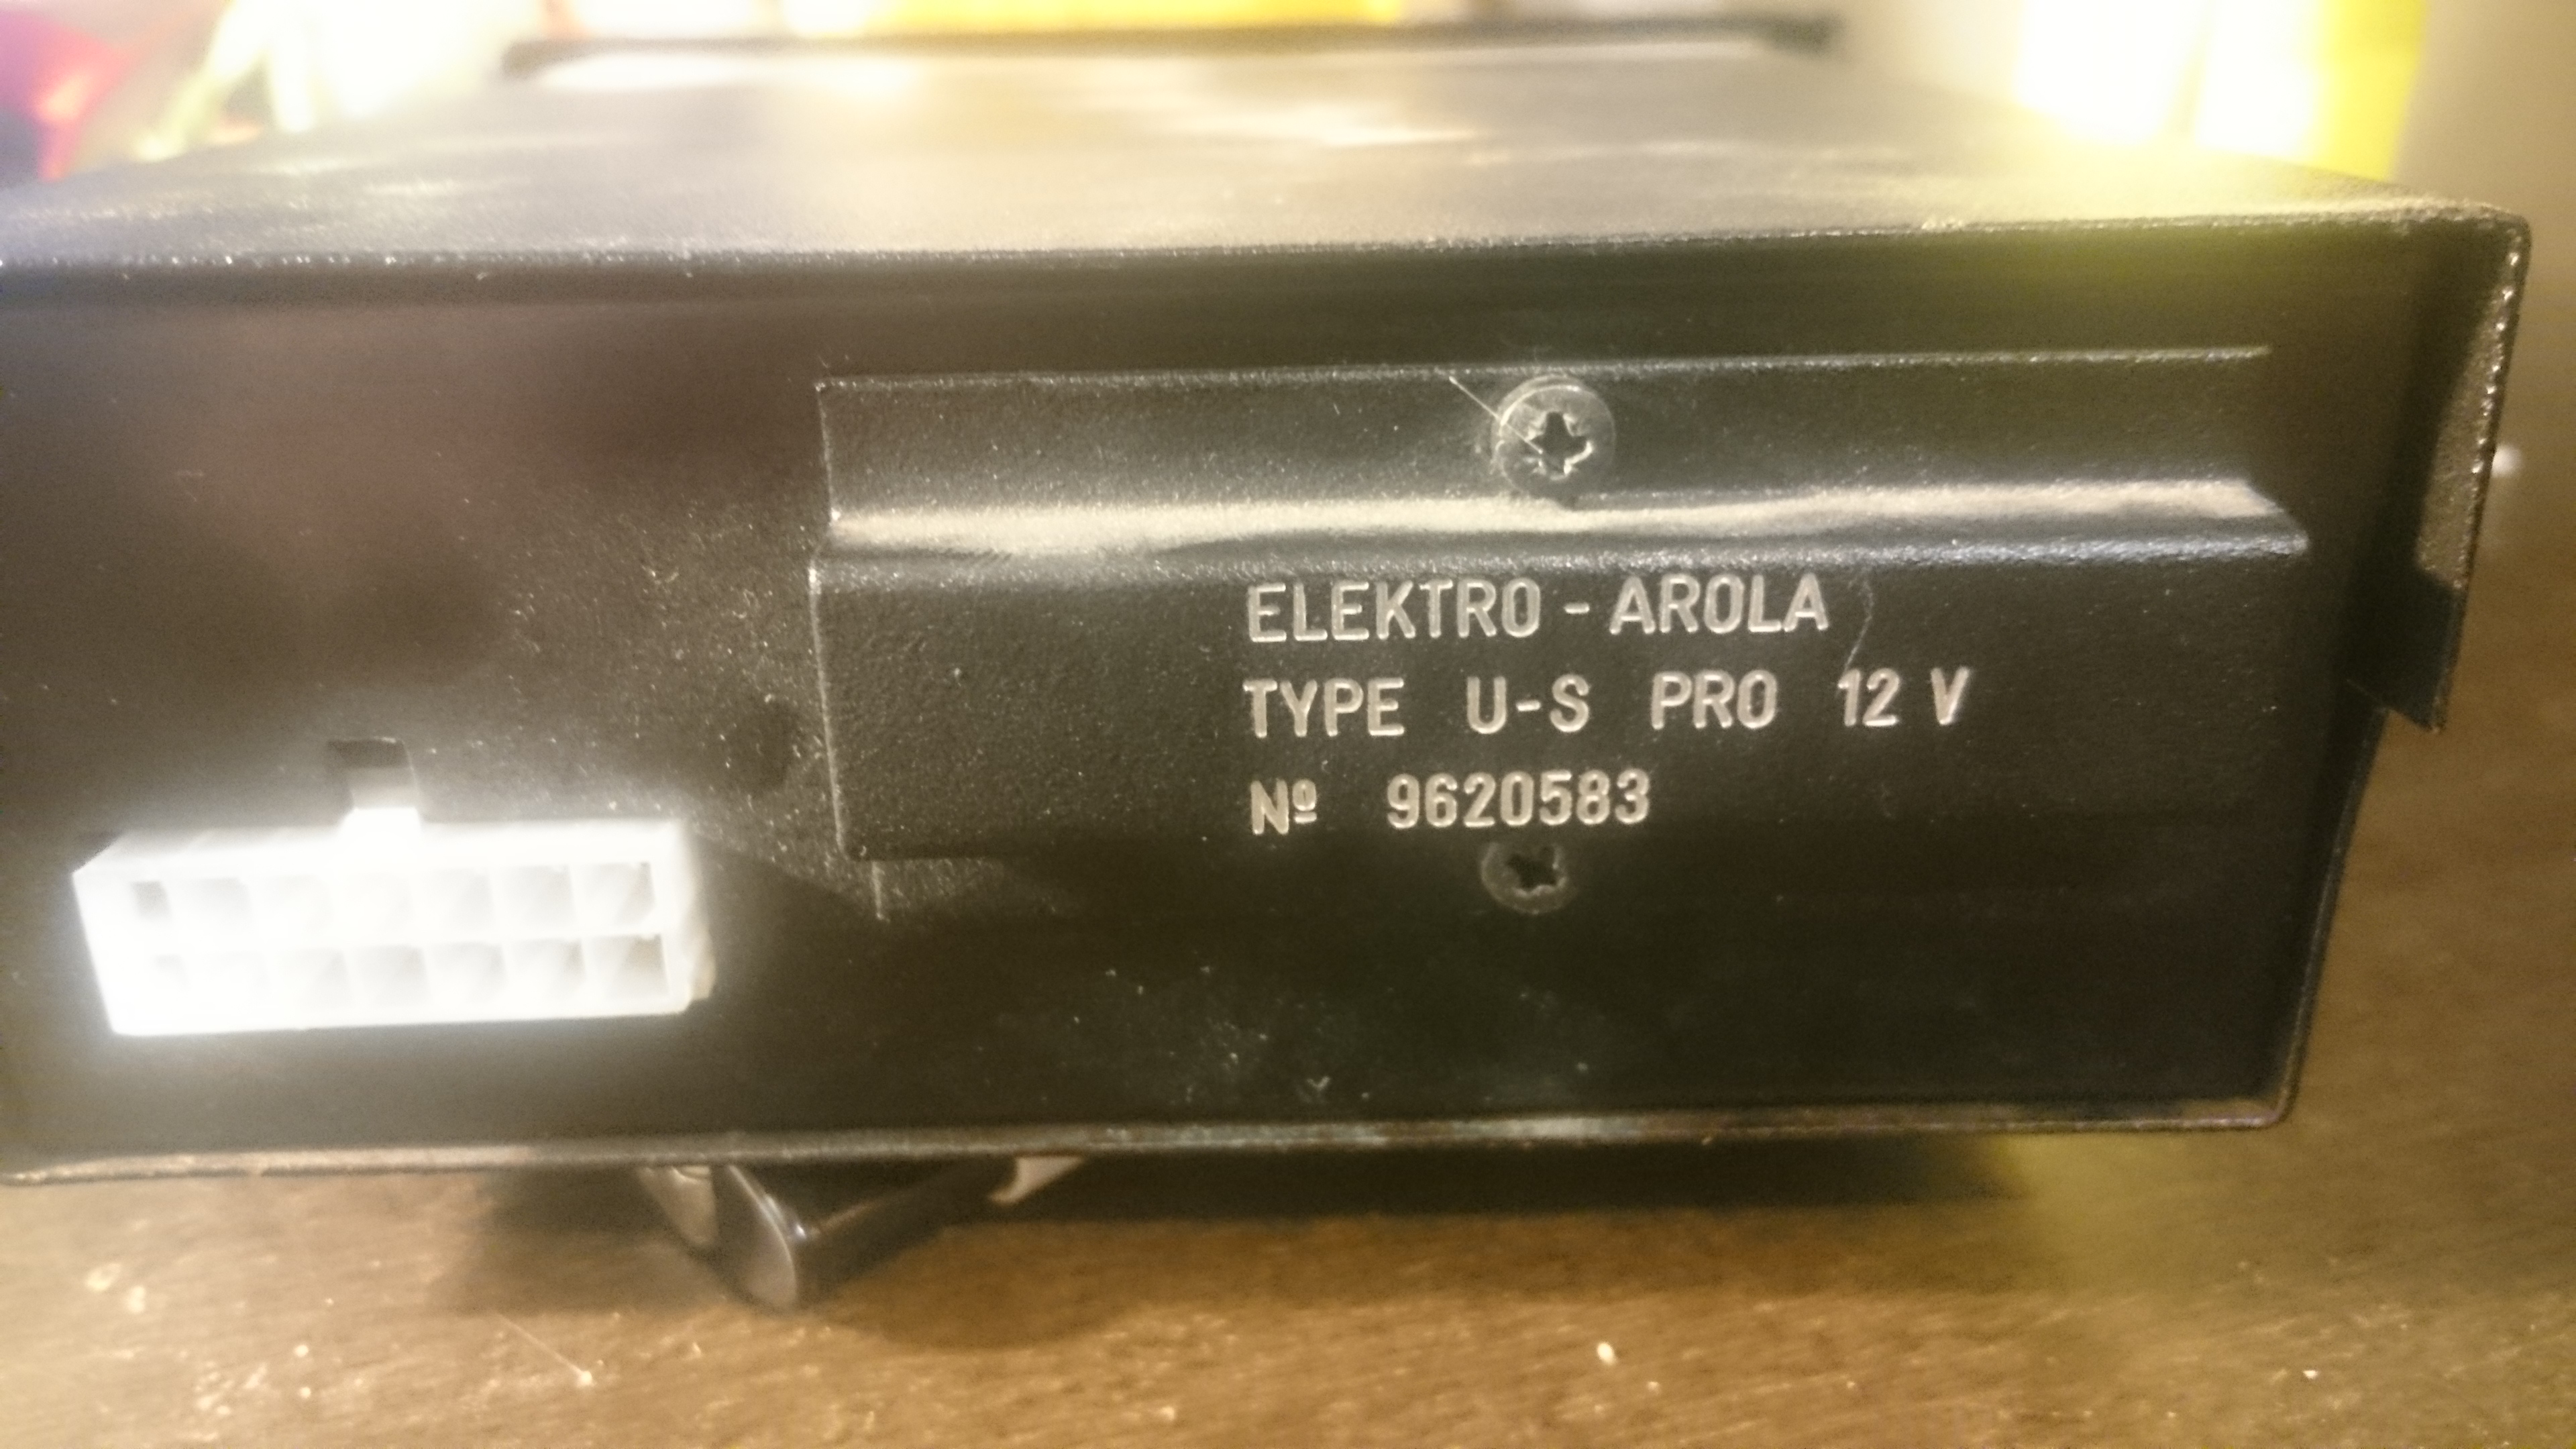 ELEKTRO - AROLA
TYPE U-S PRO 12 V
Nº 9620583